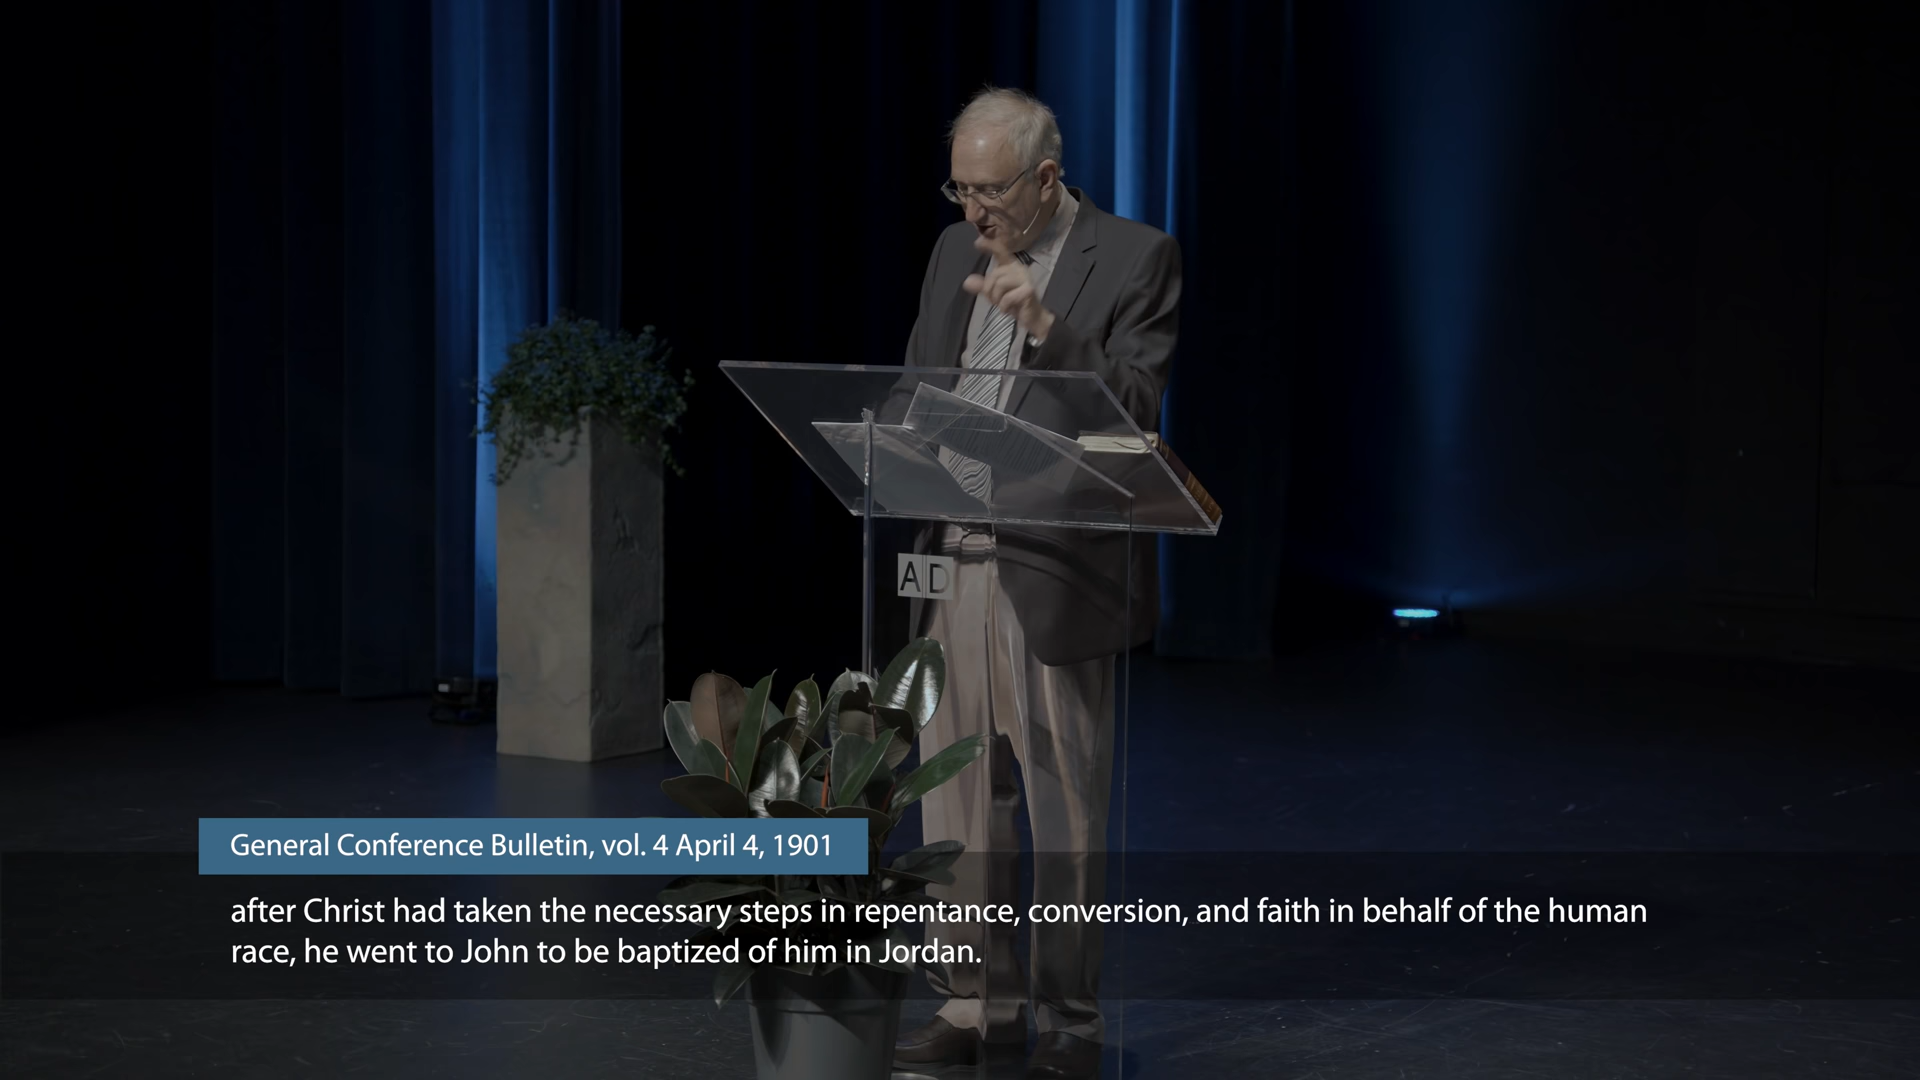 AD
General Conference Bulletin, vol. 4 April 4, 1901
after Christ had taken the necessary steps in repentance, conversion, and faith in behalf of the human
race, he went to John to be baptized of him in Jordan.